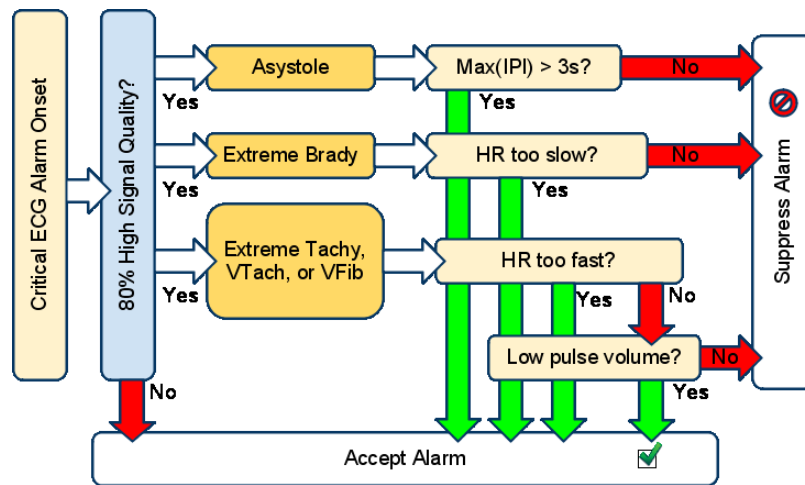 Critical ECG Alarm Onset
80% High Signal Quality?
Yes
Asystole
Max(IPI) > 3s?
No
Yes
Yes
Extreme Brady
HR too slow?
No
Yes
Yes
Extreme Tachy,
VTach, or VFib
HR too fast?
Yes
No
Low pulse volume?
No
Yes
Suppress Alarm
No
Accept Alarm